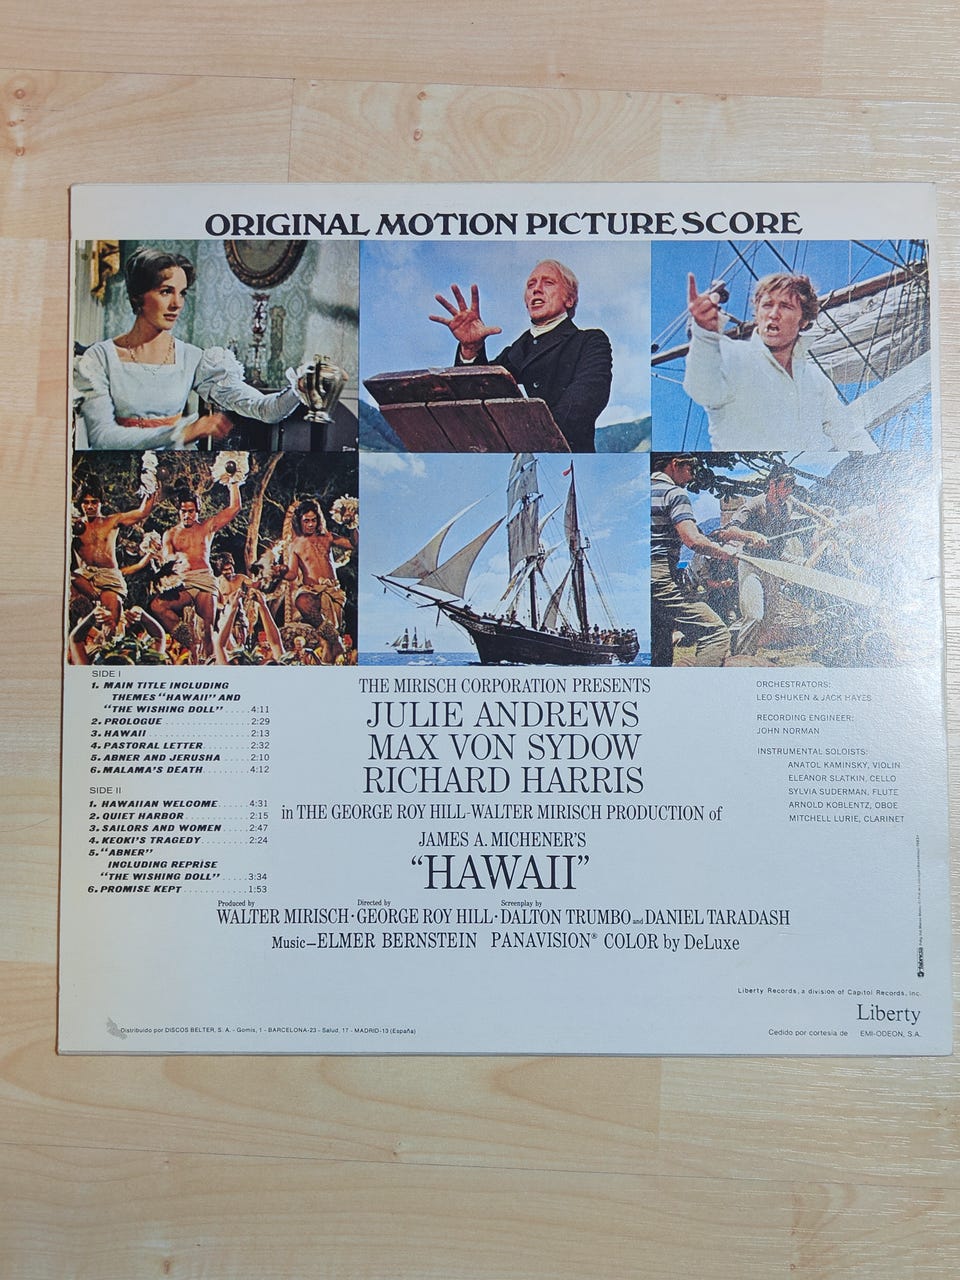 ORIGINAL MOTION PICTURE SCORE
SIDE I
1. MAIN TITLE INCLUDING
THEMES "HAWAII" AND
"THE WISHING DOLL" ..... 4:11
2. PROLOGUE ............... 2:29
3. HAWAII .................. 2:13
4. PASTORAL LETTER ........ 2:32
5. ABNER AND JERUSHA .... 2:10
6. MALAMA'S DEATH ......... 4:12
SIDE II
1. HAWAIIAN WELCOME ...... 4:31
2. QUIET HARBOR ............ 2:15
3. SAILORS AND WOMEN .... 2:47
4. KEOKI'S TRAGEDY ........ 2:24
5. "ABNER"
INCLUDING REPRISE
"THE WISHING DOLL" ..... 3:34
6. PROMISE KEPT ............ 1:53
THE MIRISCH CORPORATION PRESENTS
JULIE ANDREWS
MAX VON SYDOW
RICHARD HARRIS
in THE GEORGE ROY HILL-WALTER MIRISCH PRODUCTION of
JAMES A. MICHENER'S
"HAWAII"
Produced by Directed by Screenplay by
WALTER MIRISCH · GEORGE ROY HILL · DALTON TRUMBO and DANIEL TARADASH
Music—ELMER BERNSTEIN PANAVISION® COLOR by DeLuxe
ORCHESTRATORS:
LEO SHUKEN & JACK HAYES
RECORDING ENGINEER:
JOHN NORMAN
INSTRUMENTAL SOLOISTS:
ANATOL KAMINSKY, VIOLIN
ELEANOR SLATKIN, CELLO
SYLVIA SUDERMAN, FLUTE
ARNOLD KOBLENTZ, OBOE
MITCHELL LURIE, CLARINET
Liberty Records, a division of Capitol Records, Inc.
Liberty
Cedido por cortesia de EMI-ODEON, S.A.
Distribuido por DISCOS BELTER, S. A. - Gomis, 1 - BARCELONA-23 - Salud, 17 - MADRID-13 (España)